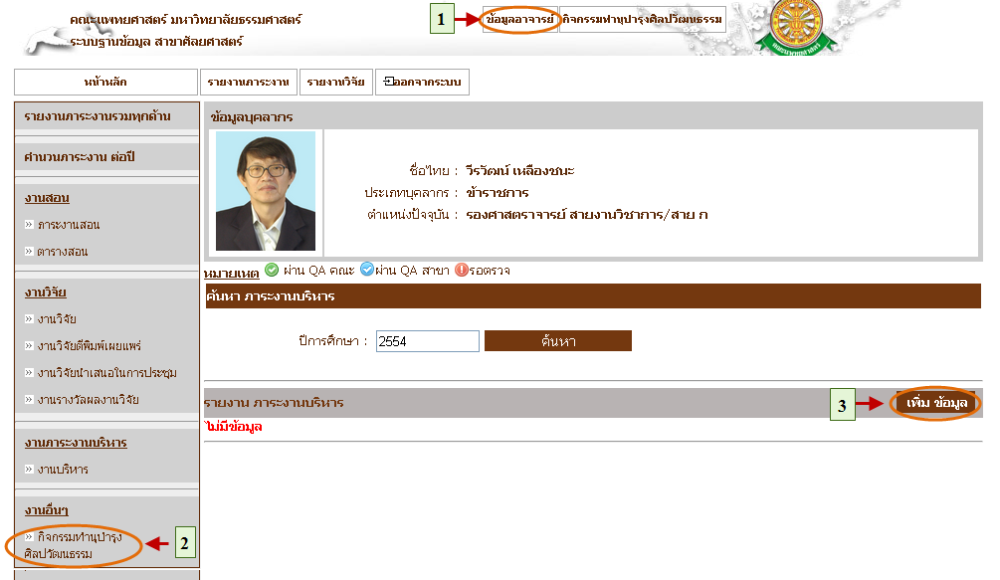 คณะแพทยศาสตร์ มหาวิทยาลัยธรรมศาสตร์
ระบบฐานข้อมูล สาขาศัลยศาสตร์
1
ข้อมูลอาจารย์
กิจกรรมทำนุบำรุงศิลปวัฒนธรรม
หน้าหลัก
รายงานภาระงาน
รายงานวิจัย
ออกจากระบบ
รายงานภาระงานรวมทุกด้าน
คำนวนภาระงาน ต่อปี
งานสอน
» ภาระงานสอน
» ตารางสอน
งานวิจัย
» งานวิจัย
» งานวิจัยตีพิมพ์เผยแพร่
» งานวิจัยนำเสนอในการประชุม
» งานรางวัลผลงานวิจัย
งานภาระงานบริหาร
» งานบริหาร
งานอื่นๆ
» กิจกรรมทำนุบำรุง
ศิลปวัฒนธรรม
2
ข้อมูลบุคลากร
ชื่อไทย : วีรวัฒน์ เหลืองชนะ
ประเภทบุคลากร : ข้าราชการ
ตำแหน่งปัจจุบัน : รองศาสตราจารย์ สายงานวิชาการ/สาย ก
หมายเหตุ ผ่าน QA คณะ ผ่าน QA สาขา รอตรวจ
ค้นหา ภาระงานบริหาร
ปีการศึกษา : 2554 ค้นหา
รายงาน ภาระงานบริหาร
3
เพิ่ม ข้อมูล
ไม่มีข้อมูล